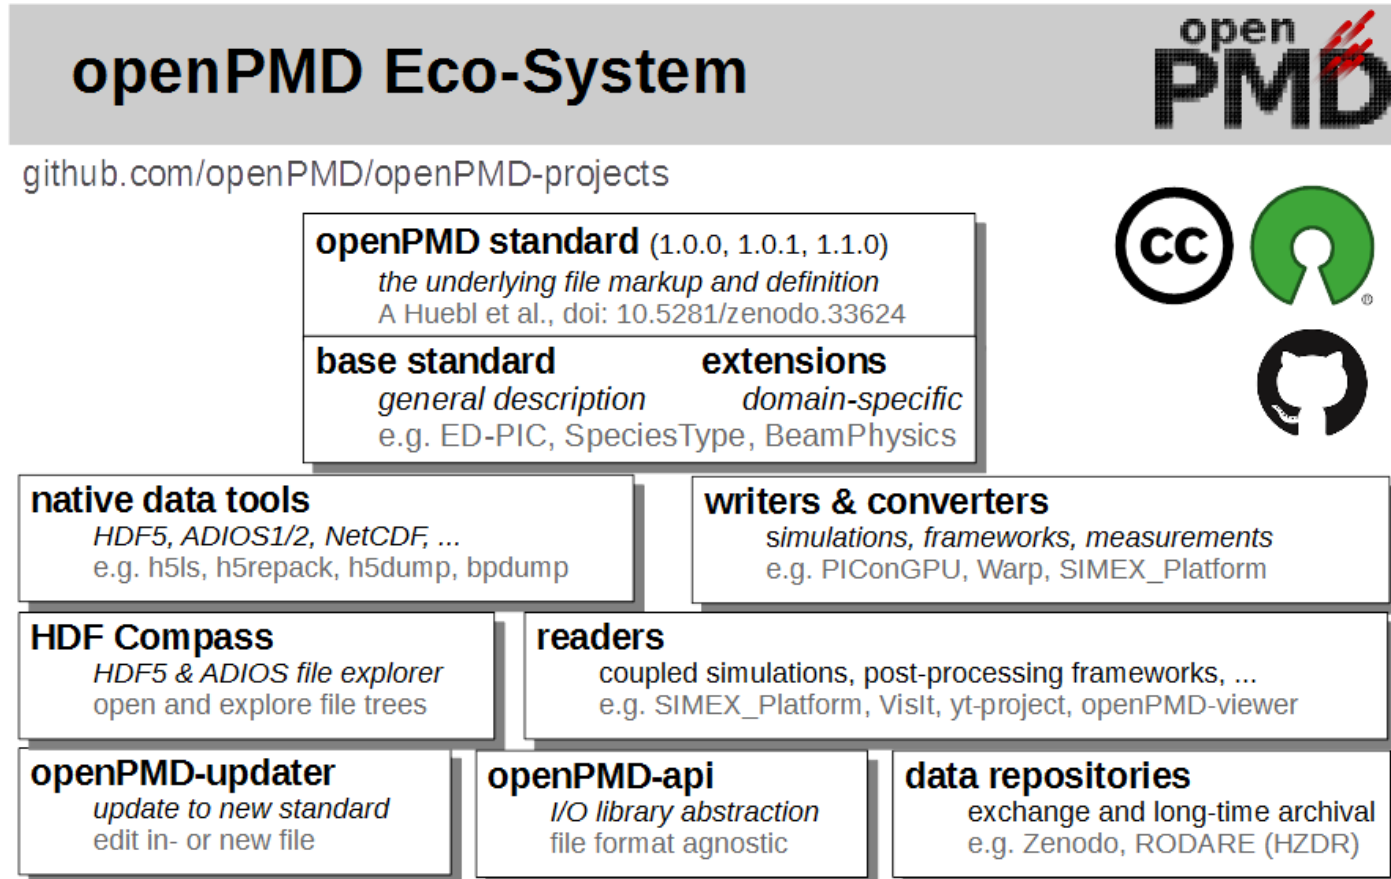 openPMD Eco-System
open
PMD
github.com/openPMD/openPMD-projects
cc
®
openPMD standard (1.0.0, 1.0.1, 1.1.0)
the underlying file markup and definition
A Huebl et al., doi: 10.5281/zenodo.33624
base standard extensions
general description domain-specific
e.g. ED-PIC, SpeciesType, BeamPhysics
native data tools
HDF5, ADIOS1/2, NetCDF, ...
e.g. h5ls, h5repack, h5dump, bpdump
writers & converters
simulations, frameworks, measurements
e.g. PIConGPU, Warp, SIMEX_Platform
HDF Compass
HDF5 & ADIOS file explorer
open and explore file trees
readers
coupled simulations, post-processing frameworks, ...
e.g. SIMEX_Platform, VisIt, yt-project, openPMD-viewer
openPMD-updater
update to new standard
edit in- or new file
openPMD-api
I/O library abstraction
file format agnostic
data repositories
exchange and long-time archival
e.g. Zenodo, RODARE (HZDR)